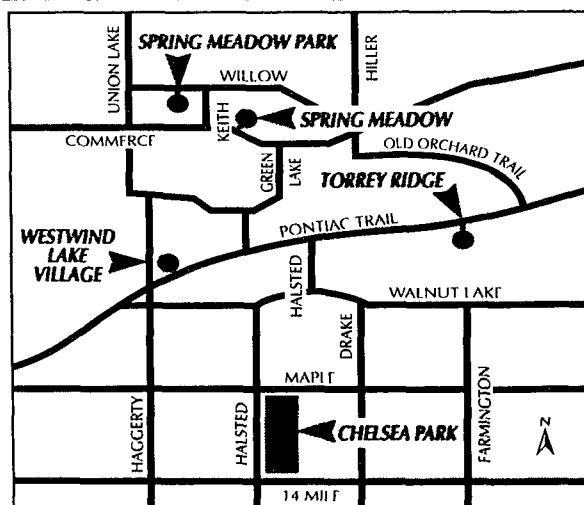 SPRING MEADOW PARK
UNION LAKE
WILLOW
HILLER
KEITH
SPRING MEADOW
COMMERCE
OLD ORCHARD TRAIL
GREEN
LAKE
TORREY RIDGE
PONTIAC TRAIL
WESTWIND
LAKE
VILLAGE
HALSTED
WALNUT LAKE
DRAKE
MAPLE
HAGGERTY
HALSTED
CHELSEA PARK
FARMINGTON
N
14 MILE